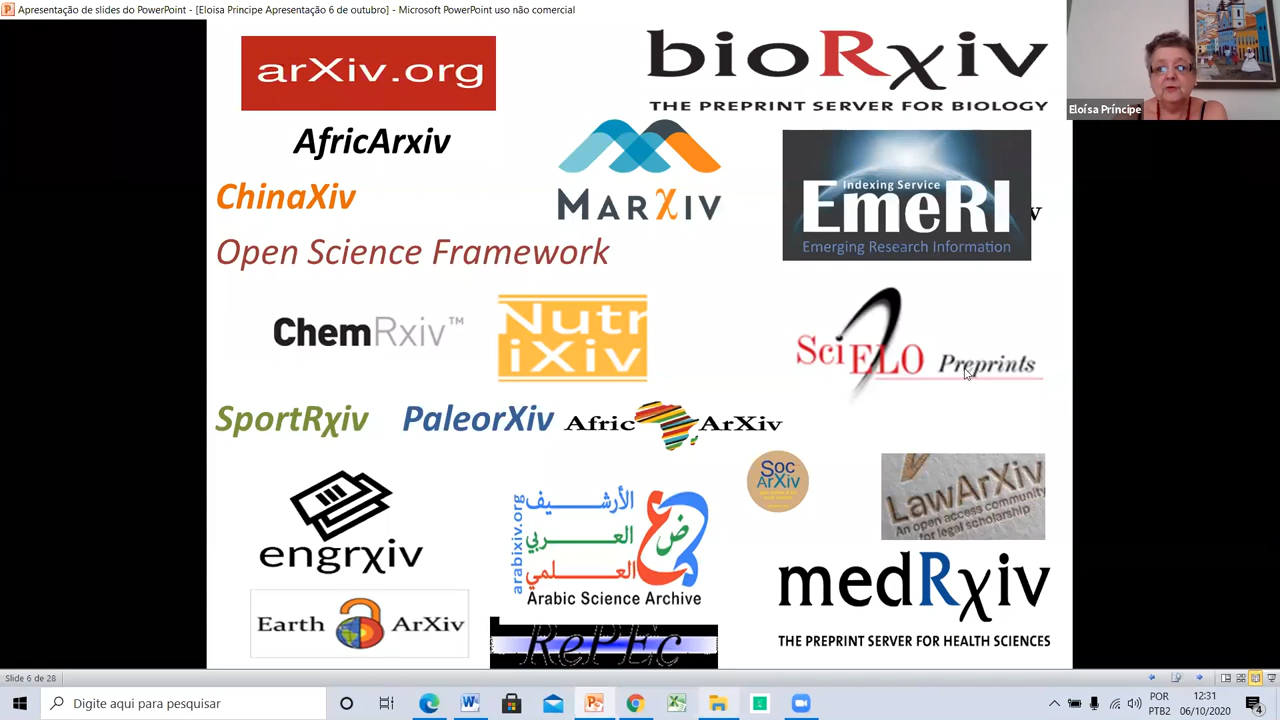 Apresentação de slides do PowerPoint - [Eloisa Principe Apresentação 6 de outubro] - Microsoft PowerPoint uso não comercial
arXiv.org
bioRxiv
THE PREPRINT SERVER FOR BIOLOGY
Eloísa Príncipe
AfricArxiv
MarXiv
Indexing Service
EmeRI
Emerging Research Information
v
ChinaXiv
Open Science Framework
ChemRxiv™
Nutr
iXiv
SciELO Preprints
SportRχiv
PaleorXiv
Afric ArXiv
Soc
ArXiv
LawArXiv
An open access community
for legal scholarship
engrχiv
arabixiv.org
الأرشيف
العربي
العلمي
Arabic Science Archive
medRχiv
THE PREPRINT SERVER FOR HEALTH SCIENCES
Earth ArXiv
RePEc
Slide 6 de 28
Digite aqui para pesquisar
POR
PTB2
12:31
06/10/2020
4